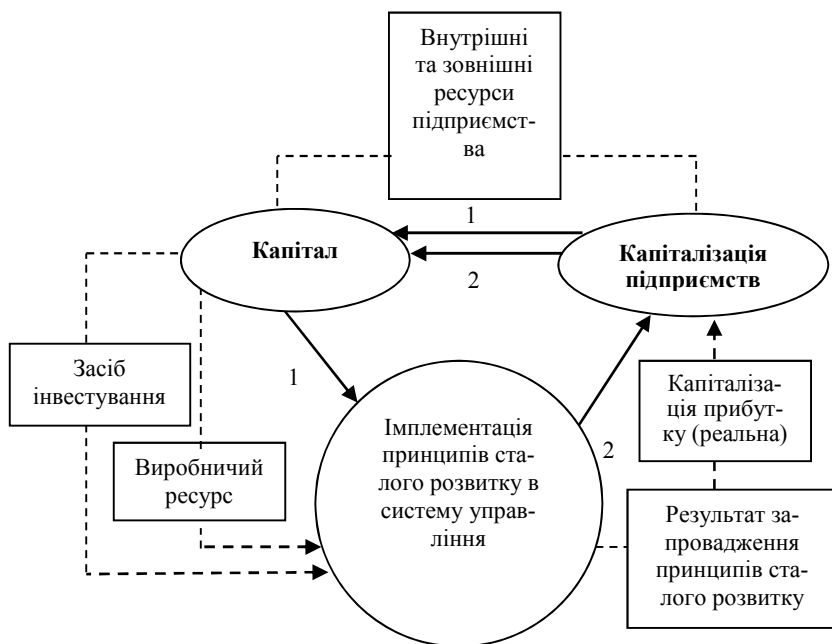 Внутрішні
та зовнішні
ресурси
підприємст-
ва
1
Капітал
2
Капіталізація
підприємств
Засіб
інвестування
1
Виробничий
ресурс
Імплементація
принципів ста-
лого розвитку в
систему управ-
ління
2
Капіталіза-
ція прибут-
ку (реальна)
Результат за-
провадження
принципів ста-
лого розвитку